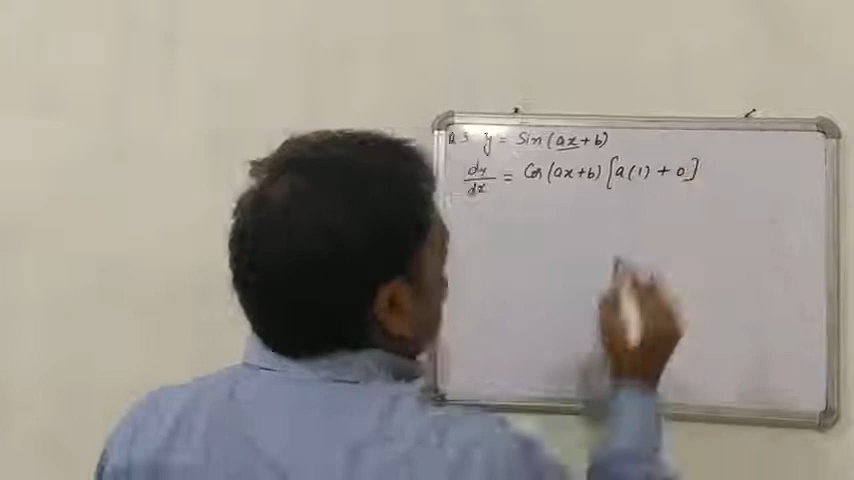 Q.3 y = Sin (ax+b)
dy/dx = Cos (ax+b) [a(1) + 0]